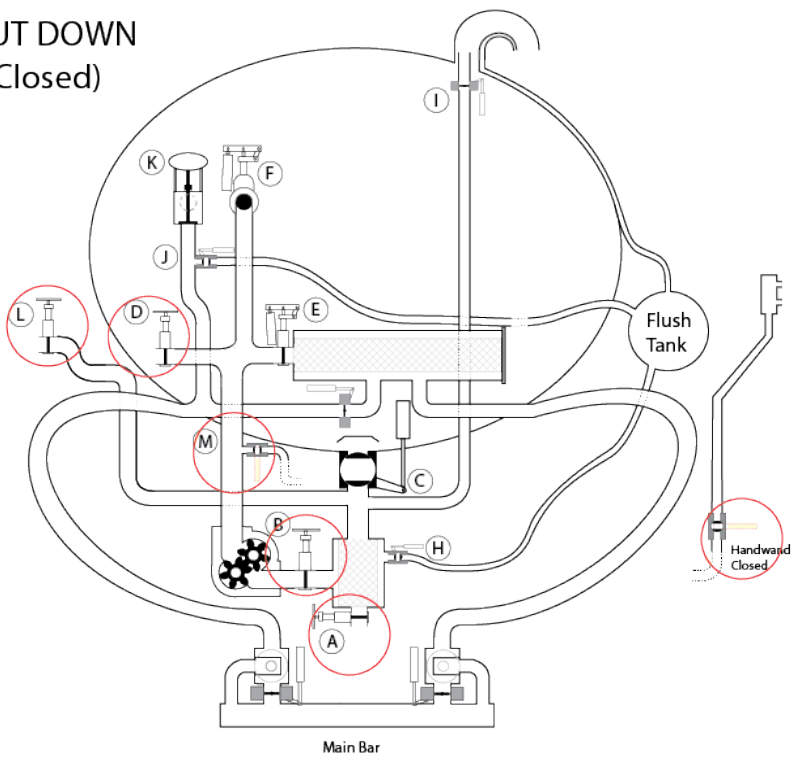 UT DOWN
Closed)
I
K
F
J
L
D
E
Flush
Tank
M
C
B
H
Handwand
Closed
A
Main Bar